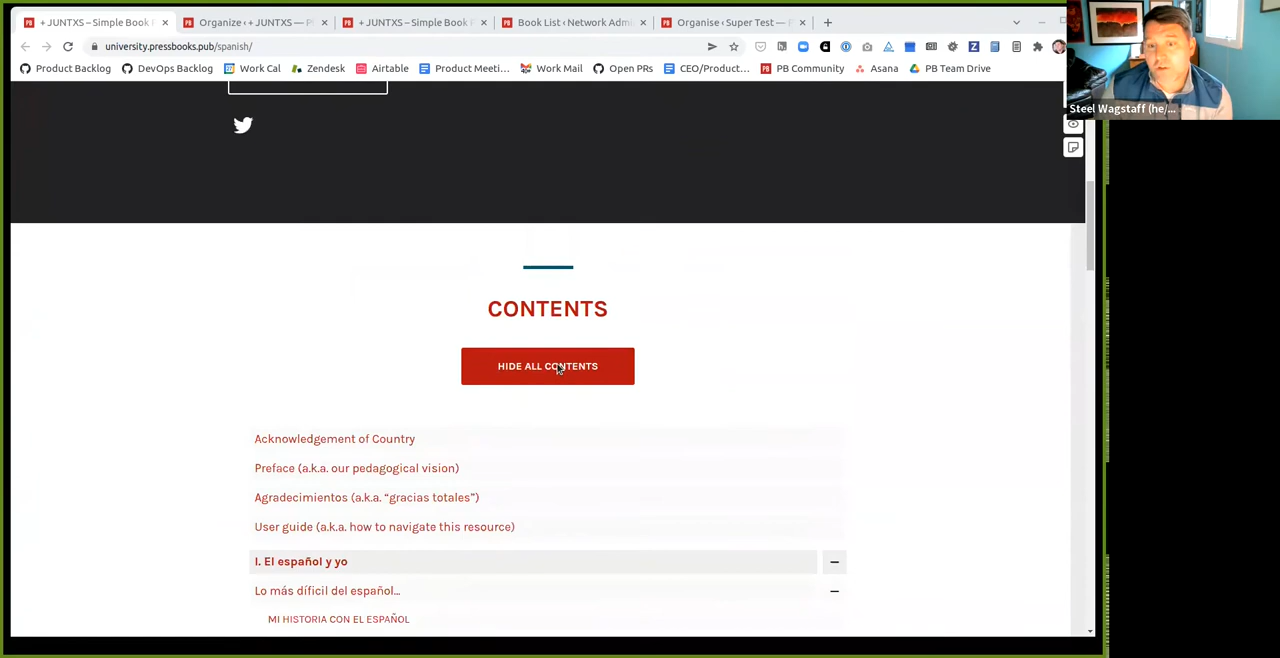 + JUNTXS – Simple Book
Organize ‹ + JUNTXS — P
+ JUNTXS – Simple Book
Book List ‹ Network Adm
Organise ‹ Super Test —
university.pressbooks.pub/spanish/
Product Backlog
DevOps Backlog
Work Cal
Zendesk
Airtable
Product Meeti...
Work Mail
Open PRs
CEO/Product...
PB Community
Asana
PB Team Drive
Steel Wagstaff (he/...
CONTENTS
HIDE ALL CONTENTS
Acknowledgement of Country
Preface (a.k.a. our pedagogical vision)
Agradecimientos (a.k.a. “gracias totales”)
User guide (a.k.a. how to navigate this resource)
I. El español y yo
Lo más díficil del español...
MI HISTORIA CON EL ESPAÑOL